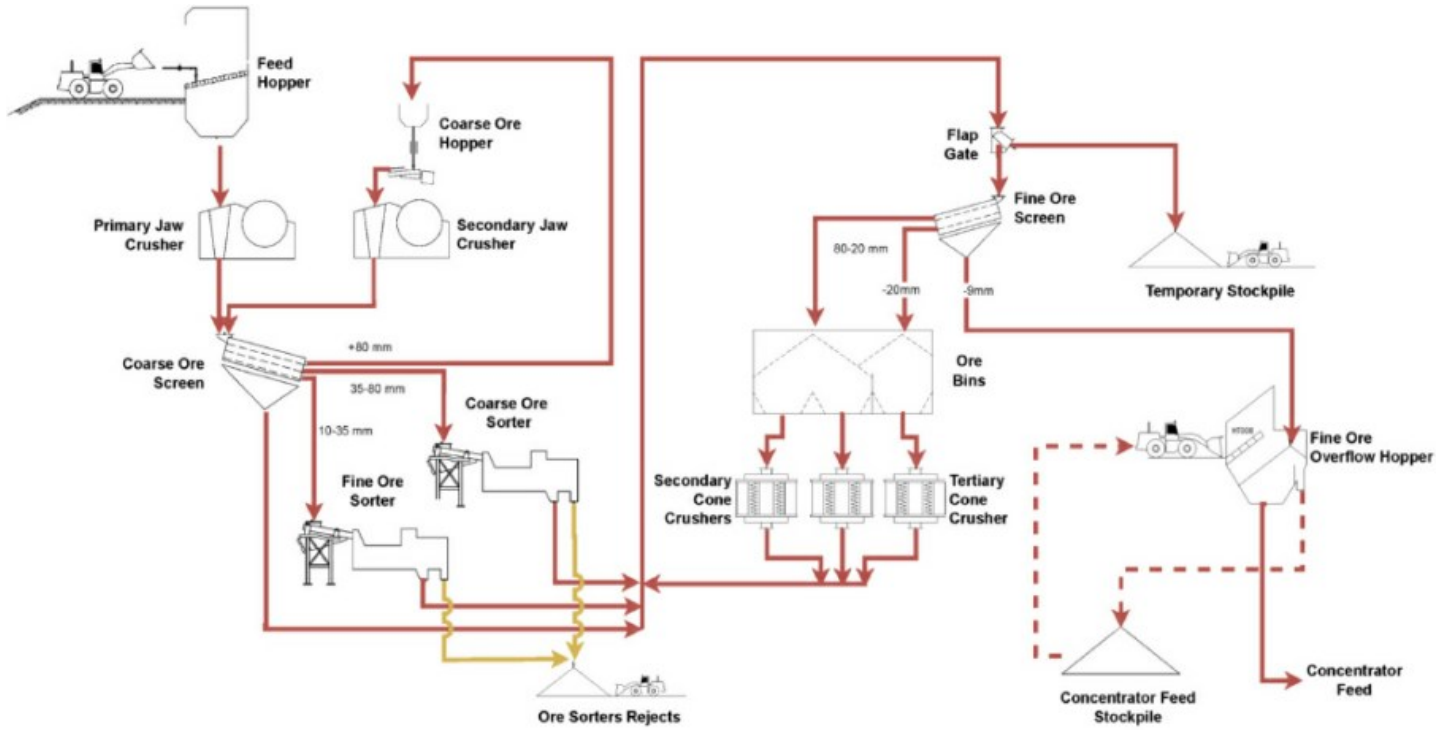 Feed
Hopper
Coarse Ore
Hopper
Flap
Gate
Fine Ore
Screen
Primary Jaw
Crusher
Secondary Jaw
Crusher
80-20 mm
-20mm
-9mm
Temporary Stockpile
Coarse Ore
Screen
+80 mm
35-80 mm
10-35 mm
Coarse Ore
Sorter
Ore
Bins
Fine Ore
Sorter
Secondary
Cone
Crushers
Tertiary
Cone
Crusher
Fine Ore
Overflow Hopper
Ore Sorters Rejects
Concentrator Feed
Stockpile
Concentrator
Feed